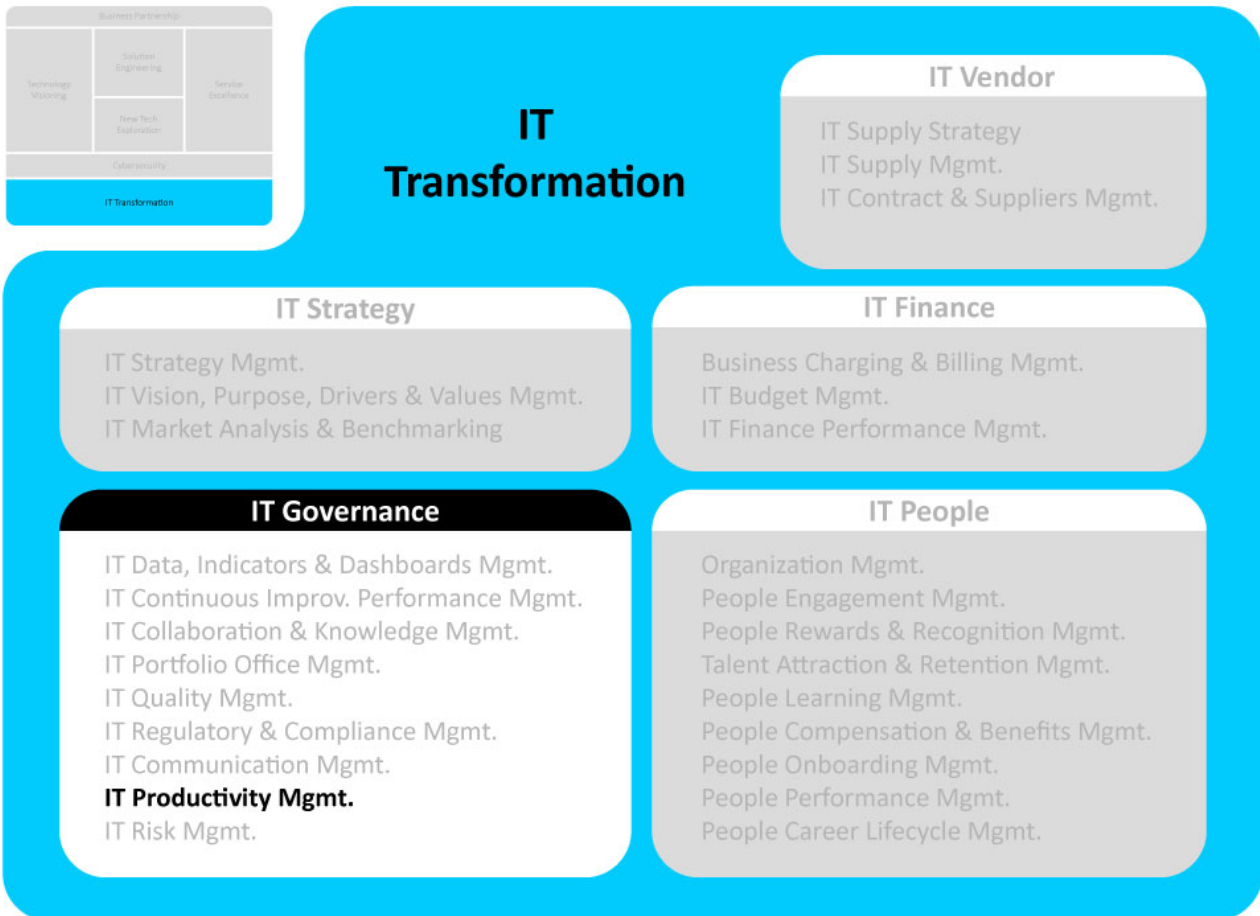 Business Partnership
Technology
Visioning
Solution
Engineering
New Tech
Exploration
Service
Excellence
Cybersecurity
IT Transformation
IT
Transformation
IT Vendor
IT Supply Strategy
IT Supply Mgmt.
IT Contract & Suppliers Mgmt.
IT Strategy
IT Strategy Mgmt.
IT Vision, Purpose, Drivers & Values Mgmt.
IT Market Analysis & Benchmarking
IT Finance
Business Charging & Billing Mgmt.
IT Budget Mgmt.
IT Finance Performance Mgmt.
IT Governance
IT Data, Indicators & Dashboards Mgmt.
IT Continuous Improv. Performance Mgmt.
IT Collaboration & Knowledge Mgmt.
IT Portfolio Office Mgmt.
IT Quality Mgmt.
IT Regulatory & Compliance Mgmt.
IT Communication Mgmt.
IT Productivity Mgmt.
IT Risk Mgmt.
IT People
Organization Mgmt.
People Engagement Mgmt.
People Rewards & Recognition Mgmt.
Talent Attraction & Retention Mgmt.
People Learning Mgmt.
People Compensation & Benefits Mgmt.
People Onboarding Mgmt.
People Performance Mgmt.
People Career Lifecycle Mgmt.